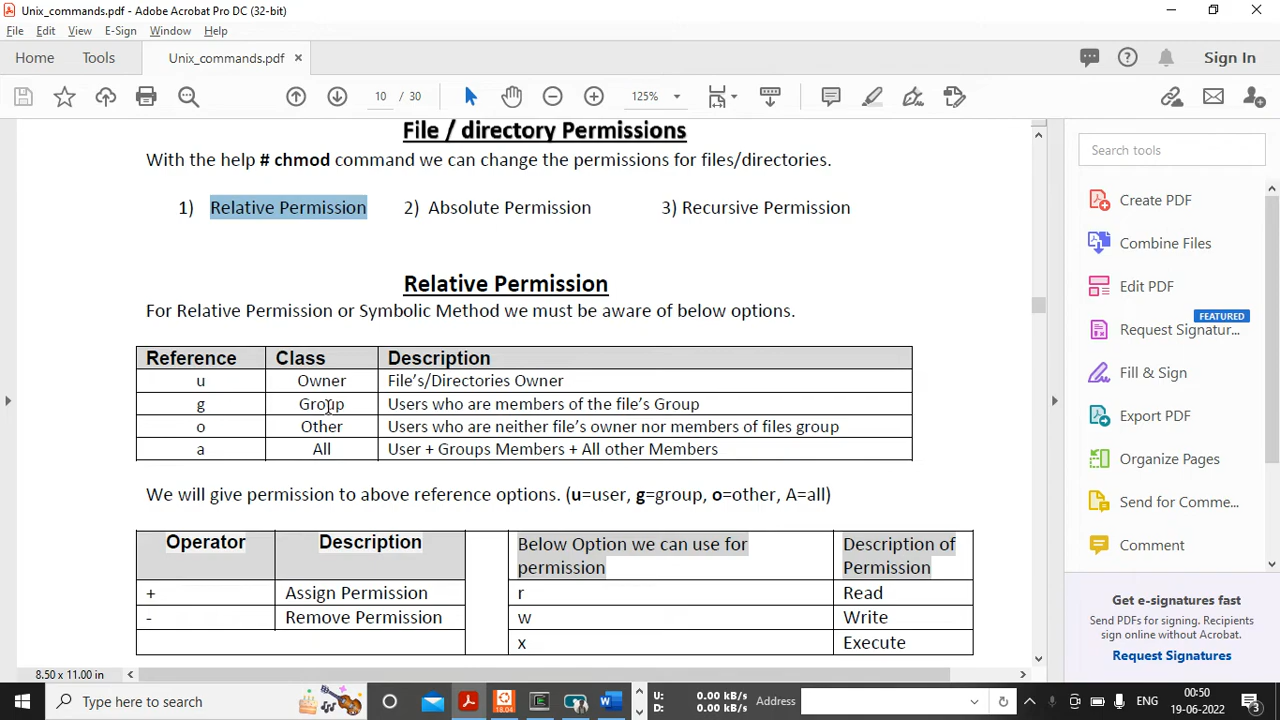 Unix_commands.pdf - Adobe Acrobat Pro DC (32-bit)
File Edit View E-Sign Window Help
Home Tools Unix_commands.pdf × Sign In
10 / 30 125%
File / directory Permissions
With the help # chmod command we can change the permissions for files/directories.
1) Relative Permission 2) Absolute Permission 3) Recursive Permission
Relative Permission
For Relative Permission or Symbolic Method we must be aware of below options.
Reference Class Description
u Owner File's/Directories Owner
g Group Users who are members of the file's Group
o Other Users who are neither file's owner nor members of files group
a All User + Groups Members + All other Members
We will give permission to above reference options. (u=user, g=group, o=other, A=all)
Operator Description
+ Assign Permission
- Remove Permission
Below Option we can use for
permission
Description of
Permission
r Read
w Write
x Execute
8.50 x 11.00 in
Search tools
Create PDF
Combine Files
Edit PDF
FEATURED
Request Signatur...
Fill & Sign
Export PDF
Organize Pages
Send for Comme...
Comment
Get e-signatures fast
Send PDFs for signing. Recipients
sign online without Acrobat.
Request Signatures
Type here to search
18.04
U: 0.00 kB/s
D: 0.00 kB/s
Address
ENG
00:50
19-06-2022
3